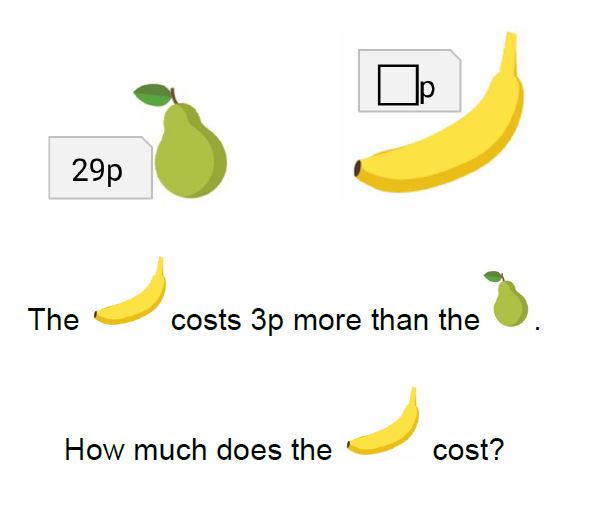 □p
29p
The costs 3p more than the .
How much does the cost?